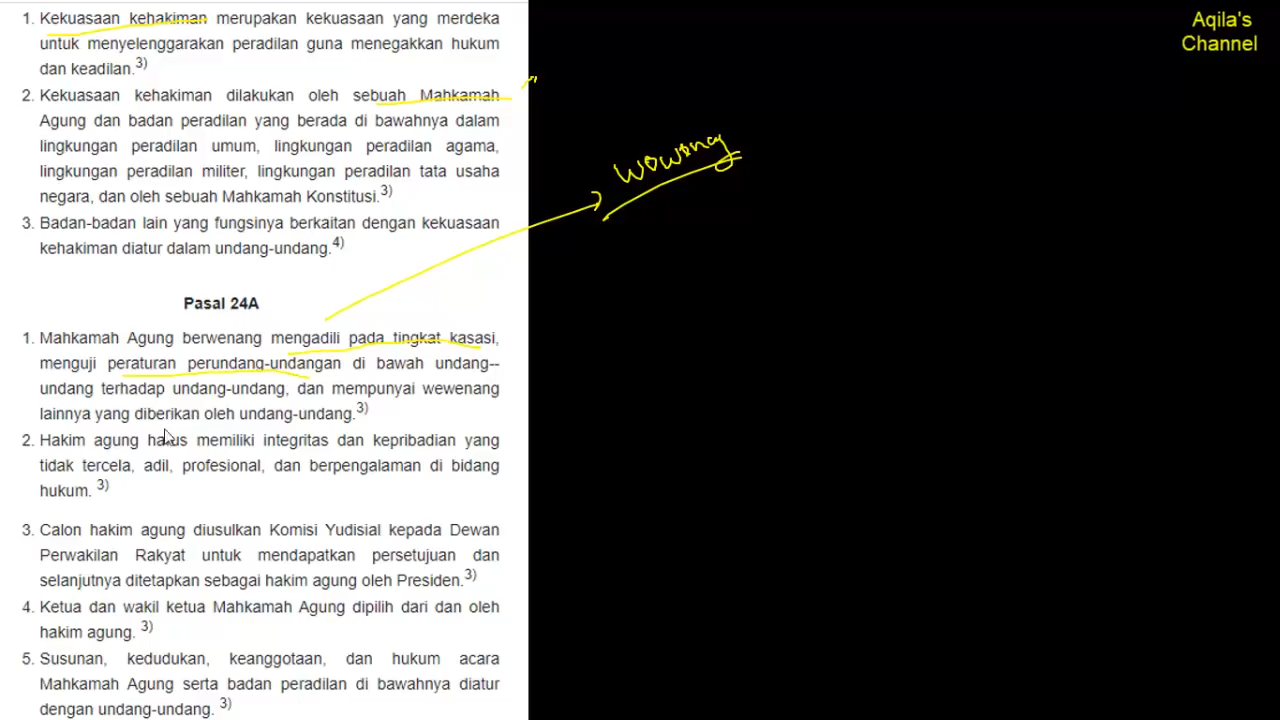 1. Kekuasaan kehakiman merupakan kekuasaan yang merdeka
untuk menyelenggarakan peradilan guna menegakkan hukum
dan keadilan.3)
2. Kekuasaan kehakiman dilakukan oleh sebuah Mahkamah
Agung dan badan peradilan yang berada di bawahnya dalam
lingkungan peradilan umum, lingkungan peradilan agama,
lingkungan peradilan militer, lingkungan peradilan tata usaha
negara, dan oleh sebuah Mahkamah Konstitusi.3)
3. Badan-badan lain yang fungsinya berkaitan dengan kekuasaan
kehakiman diatur dalam undang-undang.4)
Pasal 24A
1. Mahkamah Agung berwenang mengadili pada tingkat kasasi,
menguji peraturan perundang-undangan di bawah undang--
undang terhadap undang-undang, dan mempunyai wewenang
lainnya yang diberikan oleh undang-undang.3)
2. Hakim agung harus memiliki integritas dan kepribadian yang
tidak tercela, adil, profesional, dan berpengalaman di bidang
hukum. 3)
3. Calon hakim agung diusulkan Komisi Yudisial kepada Dewan
Perwakilan Rakyat untuk mendapatkan persetujuan dan
selanjutnya ditetapkan sebagai hakim agung oleh Presiden.3)
4. Ketua dan wakil ketua Mahkamah Agung dipilih dari dan oleh
hakim agung. 3)
5. Susunan, kedudukan, keanggotaan, dan hukum acara
Mahkamah Agung serta badan peradilan di bawahnya diatur
dengan undang-undang. 3)
Aqila's
Channel